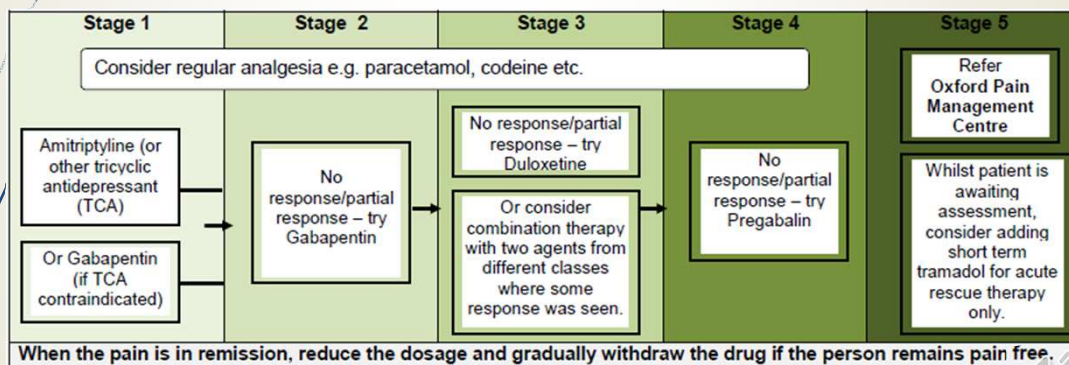 Stage 1
Stage 2
Stage 3
Stage 4
Stage 5
Consider regular analgesia e.g. paracetamol, codeine etc.
Amitriptyline (or
other tricyclic
antidepressant
(TCA)
Or Gabapentin
(if TCA
contraindicated)
No
response/partial
response – try
Gabapentin
No response/partial
response – try
Duloxetine
Or consider
combination therapy
with two agents from
different classes
where some
response was seen.
No
response/partial
response – try
Pregabalin
Refer
Oxford Pain
Management
Centre
Whilst patient is
awaiting
assessment,
consider adding
short term
tramadol for acute
rescue therapy
only.
When the pain is in remission, reduce the dosage and gradually withdraw the drug if the person remains pain free.